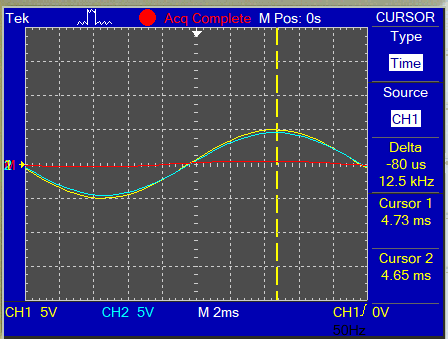 Tek Acq Complete M Pos: 0s CURSOR
Type
Time
Source
CH1
Delta
-80 us
12.5 kHz
Cursor 1
4.73 ms
Cursor 2
4.65 ms
CH1 5V CH2 5V M 2ms CH1/ 0V
50Hz